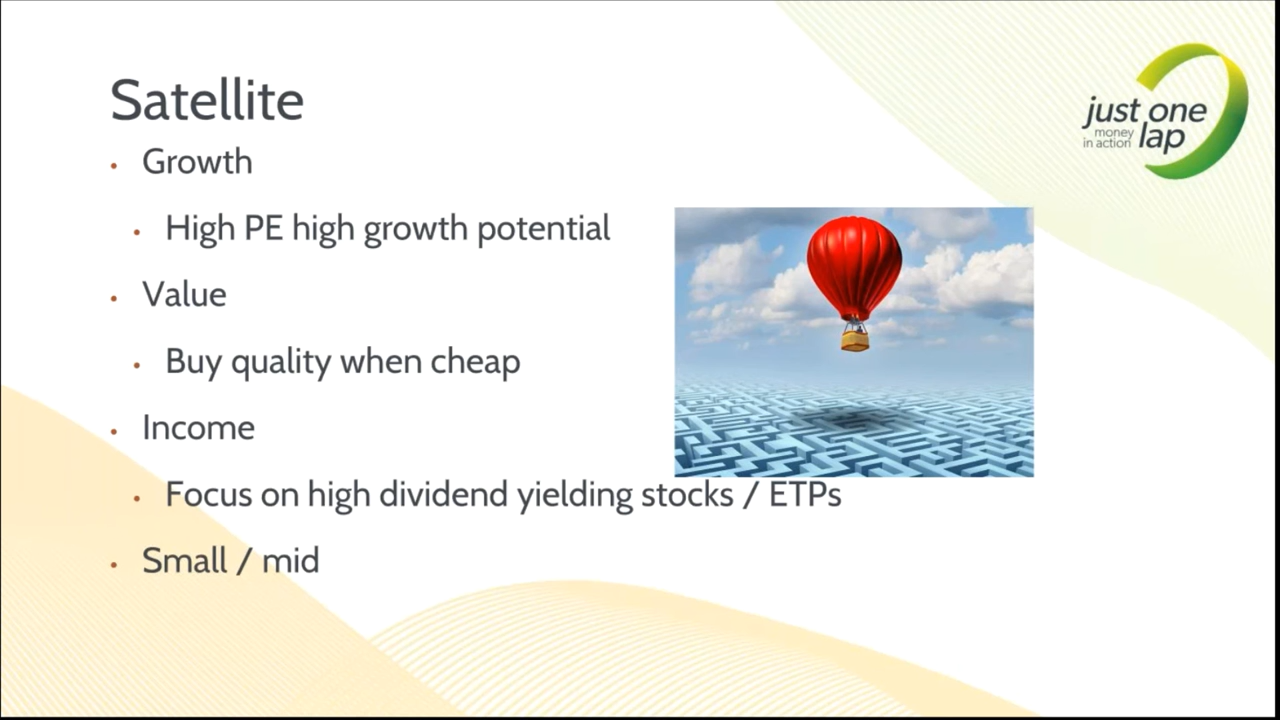 Satellite
• Growth
• High PE high growth potential
• Value
• Buy quality when cheap
• Income
• Focus on high dividend yielding stocks / ETPs
• Small / mid
just one
money
in action lap